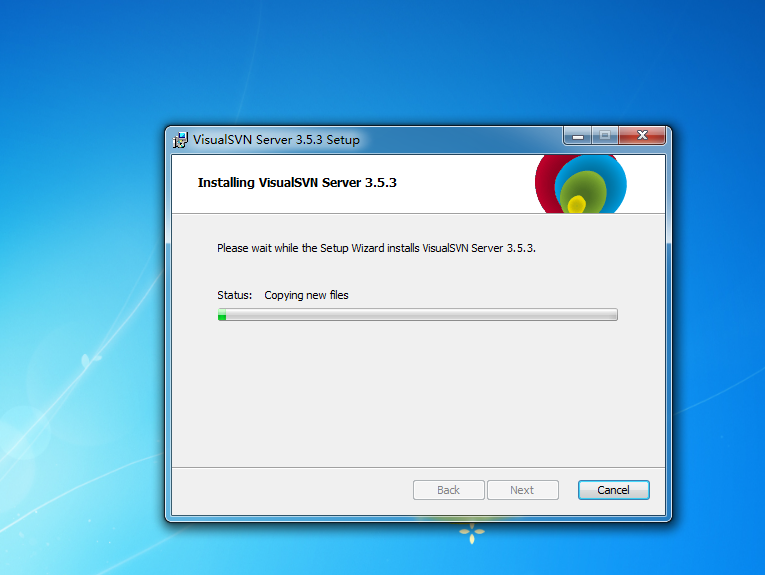 VisualSVN Server 3.5.3 Setup
Installing VisualSVN Server 3.5.3
Please wait while the Setup Wizard installs VisualSVN Server 3.5.3.
Status: Copying new files
Back Next Cancel